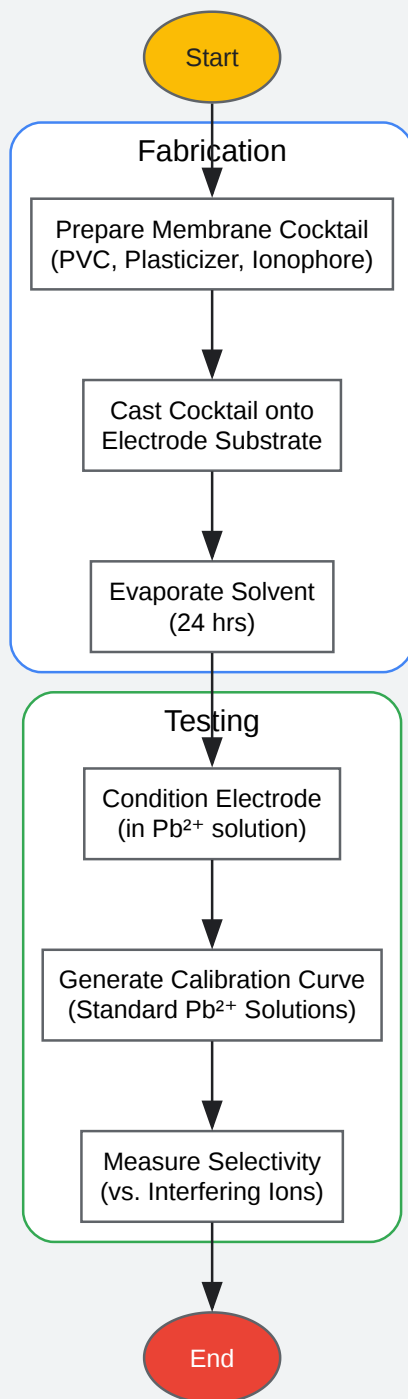 Start
Fabrication
Prepare Membrane Cocktail
(PVC, Plasticizer, Ionophore)
Cast Cocktail onto
Electrode Substrate
Evaporate Solvent
(24 hrs)
Testing
Condition Electrode
(in Pb²⁺ solution)
Generate Calibration Curve
(Standard Pb²⁺ Solutions)
Measure Selectivity
(vs. Interfering Ions)
End